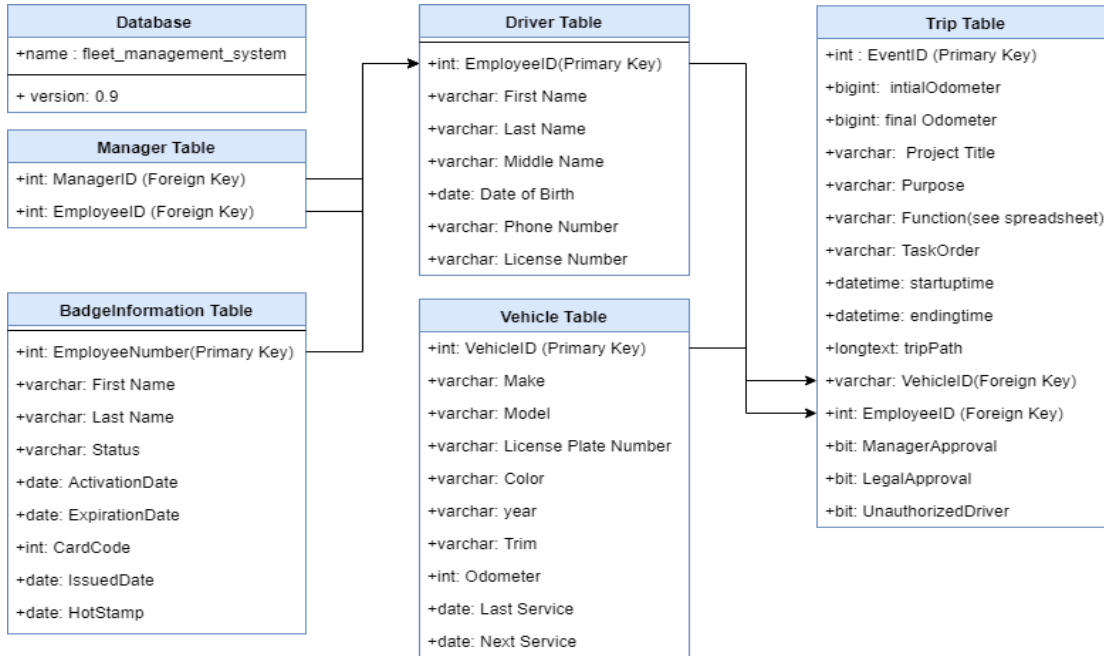 Database
+name : fleet_management_system
+ version: 0.9
Manager Table
+int: ManagerID (Foreign Key)
+int: EmployeeID (Foreign Key)
BadgeInformation Table
+int: EmployeeNumber(Primary Key)
+varchar: First Name
+varchar: Last Name
+varchar: Status
+date: ActivationDate
+date: ExpirationDate
+int: CardCode
+date: IssuedDate
+date: HotStamp
Driver Table
+int: EmployeeID(Primary Key)
+varchar: First Name
+varchar: Last Name
+varchar: Middle Name
+date: Date of Birth
+varchar: Phone Number
+varchar: License Number
Vehicle Table
+int: VehicleID (Primary Key)
+varchar: Make
+varchar: Model
+varchar: License Plate Number
+varchar: Color
+varchar: year
+varchar: Trim
+int: Odometer
+date: Last Service
+date: Next Service
Trip Table
+int : EventID (Primary Key)
+bigint: intialOdometer
+bigint: final Odometer
+varchar: Project Title
+varchar: Purpose
+varchar: Function(see spreadsheet)
+varchar: TaskOrder
+datetime: startuptime
+datetime: endingtime
+longtext: tripPath
+varchar: VehicleID(Foreign Key)
+int: EmployeeID (Foreign Key)
+bit: ManagerApproval
+bit: LegalApproval
+bit: UnauthorizedDriver